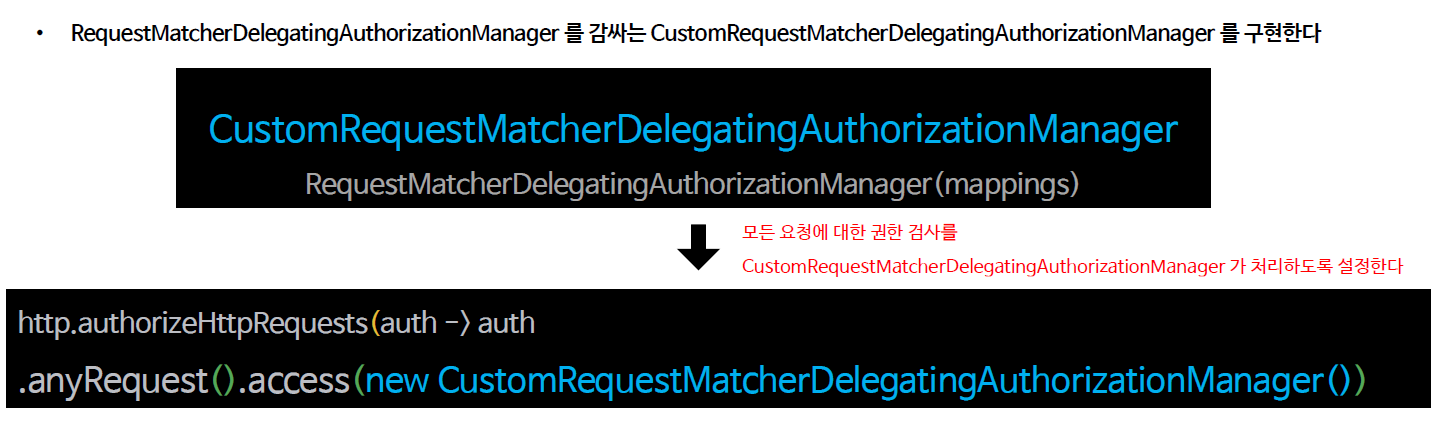 • RequestMatcherDelegatingAuthorizationManager 를 감싸는 CustomRequestMatcherDelegatingAuthorizationManager 를 구현한다
CustomRequestMatcherDelegatingAuthorizationManager
RequestMatcherDelegatingAuthorizationManager(mappings)
모든 요청에 대한 권한 검사를
CustomRequestMatcherDelegatingAuthorizationManager 가 처리하도록 설정한다
http.authorizeHttpRequests(auth -> auth
.anyRequest().access(new CustomRequestMatcherDelegatingAuthorizationManager())